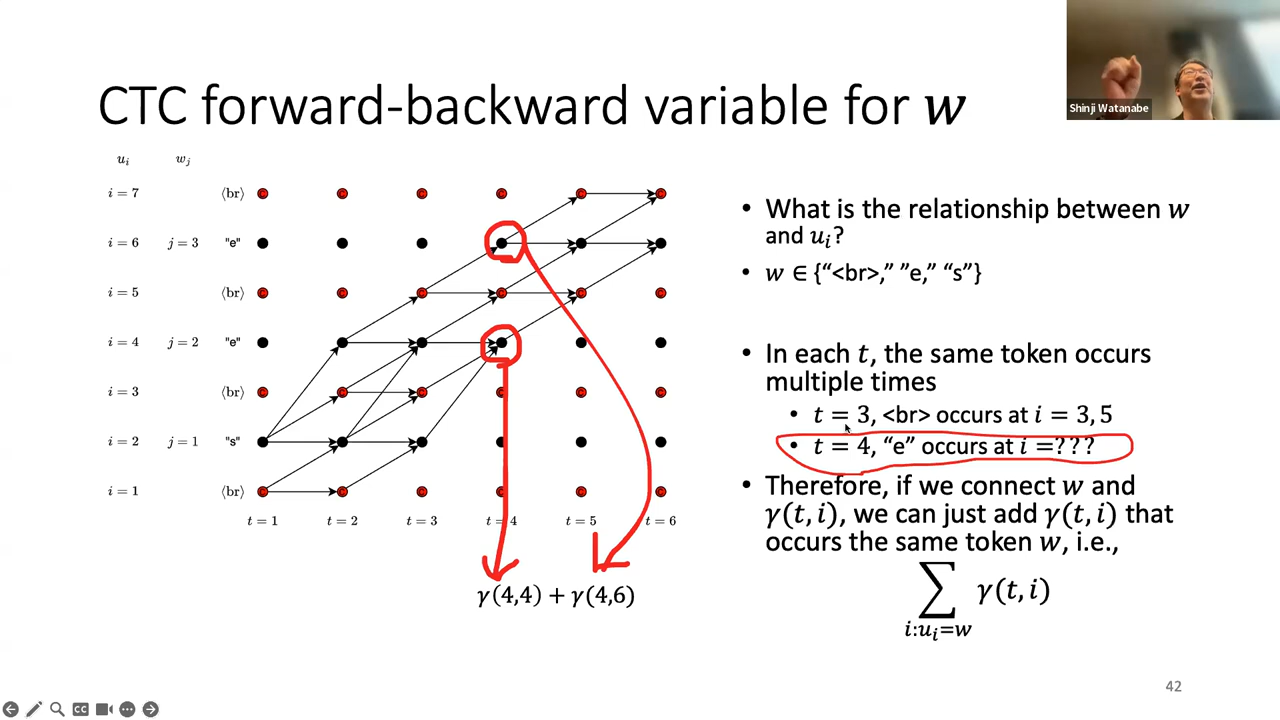 Shinji Watanabe
CTC forward-backward variable for w
u_i w_j
i = 7 ⟨br⟩
i = 6 j = 3 "e"
i = 5 ⟨br⟩
i = 4 j = 2 "e"
i = 3 ⟨br⟩
i = 2 j = 1 "s"
i = 1 ⟨br⟩
t = 1 t = 2 t = 3 t = 4 t = 5 t = 6
γ(4,4) + γ(4,6)
• What is the relationship between w
and u_i?
• w ∈ {“<br>,” ”e,” “s”}
• In each t, the same token occurs
multiple times
• t = 3, <br> occurs at i = 3, 5
• t = 4, “e” occurs at i =???
• Therefore, if we connect w and
γ(t, i), we can just add γ(t, i) that
occurs the same token w, i.e.,
∑ γ(t, i)
i:u_i=w
42
CC